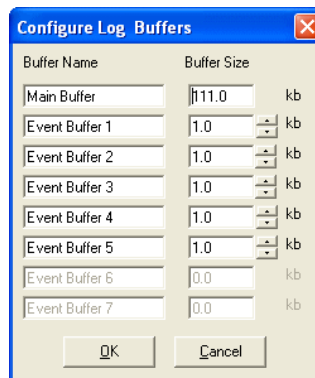 Configure Log Buffers
Buffer Name Buffer Size
Main Buffer 111.0 kb
Event Buffer 1 1.0 kb
Event Buffer 2 1.0 kb
Event Buffer 3 1.0 kb
Event Buffer 4 1.0 kb
Event Buffer 5 1.0 kb
Event Buffer 6 0.0 kb
Event Buffer 7 0.0 kb
OK Cancel